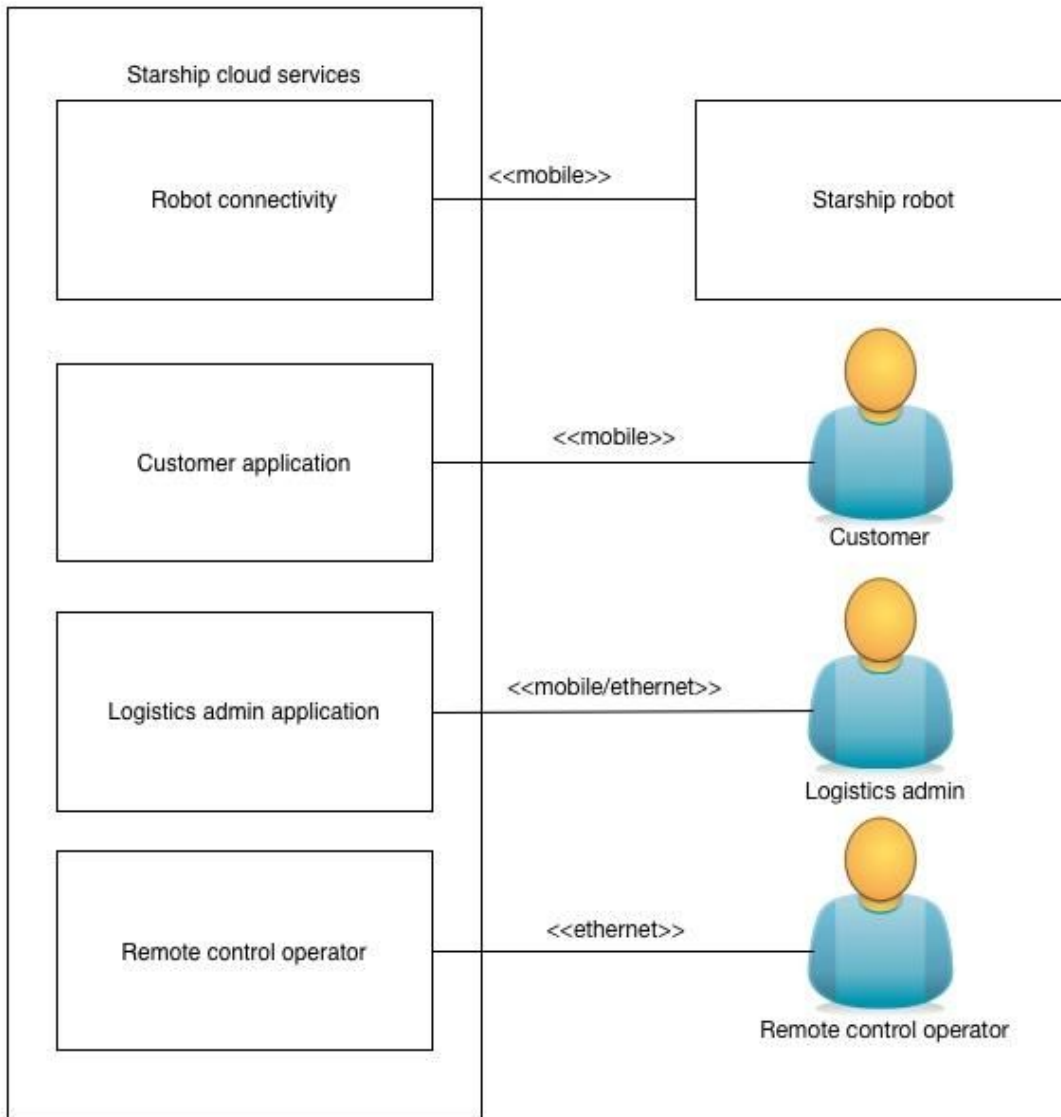 Starship cloud services
Robot connectivity
<<mobile>>
Starship robot
Customer application
<<mobile>>
Customer
Logistics admin application
<<mobile/ethernet>>
Logistics admin
Remote control operator
<<ethernet>>
Remote control operator